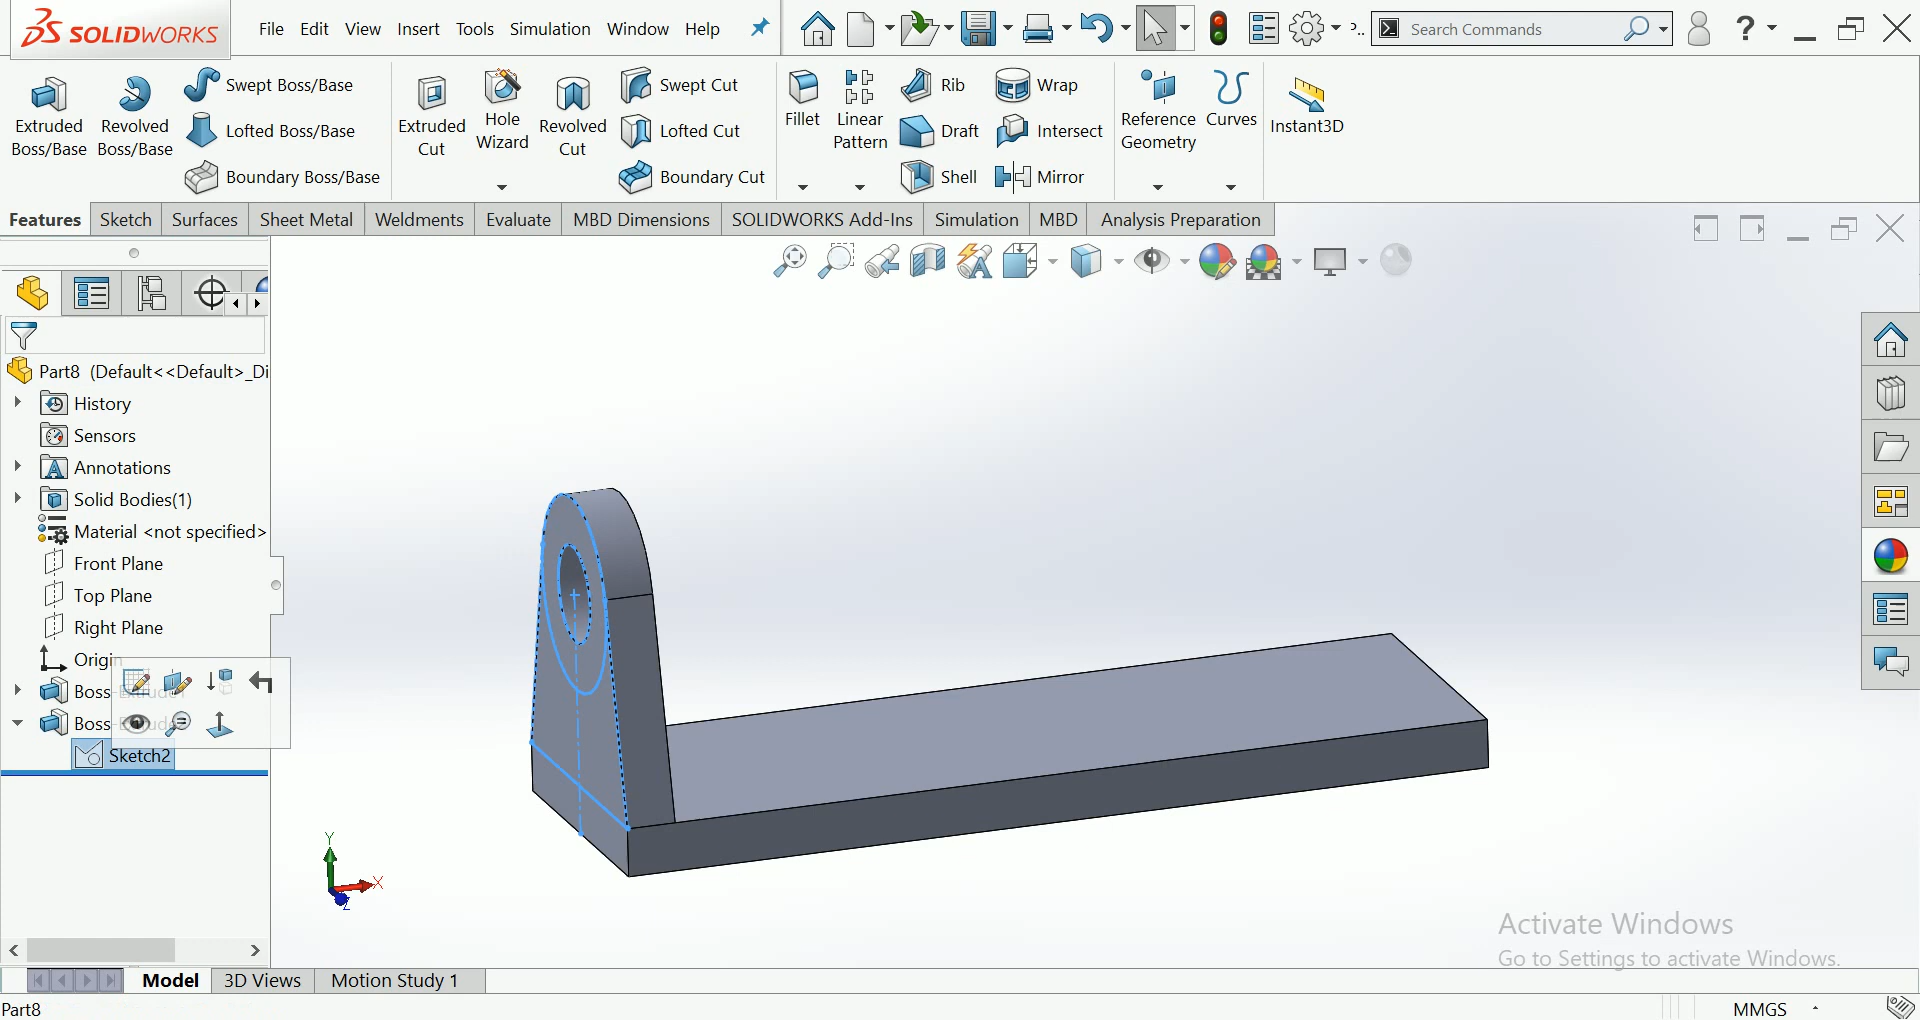 SOLIDWORKS File Edit View Insert Tools Simulation Window Help P.. Search Commands ?
Extruded Boss/Base
Revolved Boss/Base
Swept Boss/Base
Lofted Boss/Base
Boundary Boss/Base
Extruded Cut
Hole Wizard
Revolved Cut
Swept Cut
Lofted Cut
Boundary Cut
Fillet
Linear Pattern
Rib
Draft
Shell
Wrap
Intersect
Mirror
Reference Geometry
Curves
Instant3D
Features Sketch Surfaces Sheet Metal Weldments Evaluate MBD Dimensions SOLIDWORKS Add-Ins Simulation MBD Analysis Preparation
Part8 (Default<<Default>_Di
History
Sensors
Annotations
Solid Bodies(1)
Material <not specified>
Front Plane
Top Plane
Right Plane
Origin
Boss-Extrude
Boss-Extrude
Sketch2
Y
X
Z
Activate Windows
Go to Settings to activate Windows.
Model 3D Views Motion Study 1
Part8 MMGS